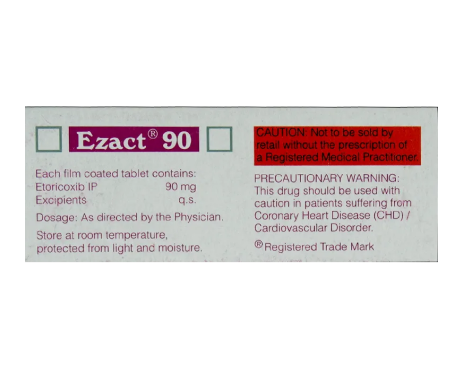 Ezact® 90
Each film coated tablet contains:
Etoricoxib IP 90 mg
Excipients q.s.
Dosage: As directed by the Physician.
Store at room temperature,
protected from light and moisture.
CAUTION: Not to be sold by
retail without the prescription of
a Registered Medical Practitioner.
PRECAUTIONARY WARNING:
This drug should be used with
caution in patients suffering from
Coronary Heart Disease (CHD) /
Cardiovascular Disorder.
® Registered Trade Mark